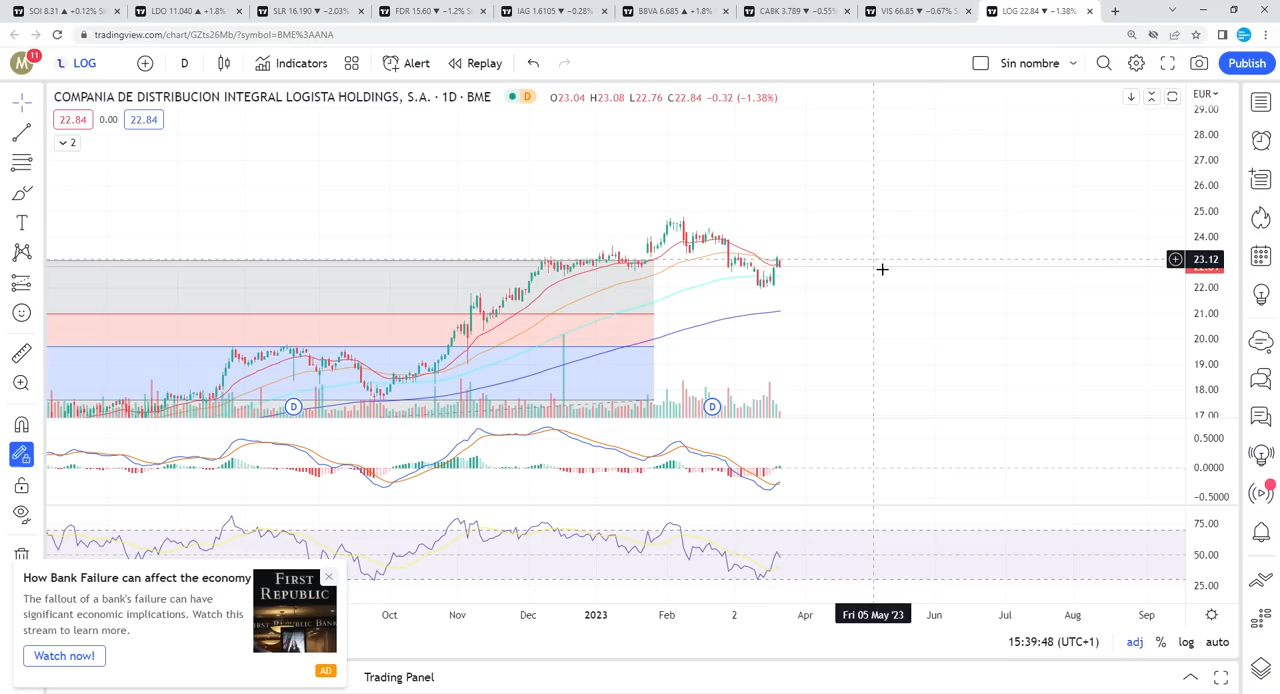 SOI 8.31 ▲ +0.12% S
LDO 11.040 ▲ +1.8%
SLR 16.190 ▼ −2.03%
FDR 15.60 ▼ −1.2% S
IAG 1.6105 ▼ −0.28%
BBVA 6.685 ▲ +1.8%
CABK 3.789 ▼ −0.55%
VIS 66.85 ▼ −0.67% S
LOG 22.84 ▼ −1.38%
tradingview.com/chart/GZts26Mb/?symbol=BME%3AANA
M 11 LOG D Indicators Alert Replay Sin nombre Publish
COMPANIA DE DISTRIBUCION INTEGRAL LOGISTA HOLDINGS, S.A. · 1D · BME D O23.04 H23.08 L22.76 C22.84 −0.32 (−1.38%) EUR
22.84 0.00 22.84
2
29.00
28.00
27.00
26.00
25.00
24.00
23.12
22.00
21.00
20.00
19.00
18.00
17.00
D D
0.5000
0.0000
−0.5000
75.00
50.00
25.00
How Bank Failure can affect the economy
The fallout of a bank's failure can have
significant economic implications. Watch this
stream to learn more.
Watch now!
FIRST
REPUBLIC
FIRST REPUBLIC BANK
AD
Oct Nov Dec 2023 Feb 2 Apr Fri 05 May '23 Jun Jul Aug Sep
15:39:48 (UTC+1) adj % log auto
Trading Panel